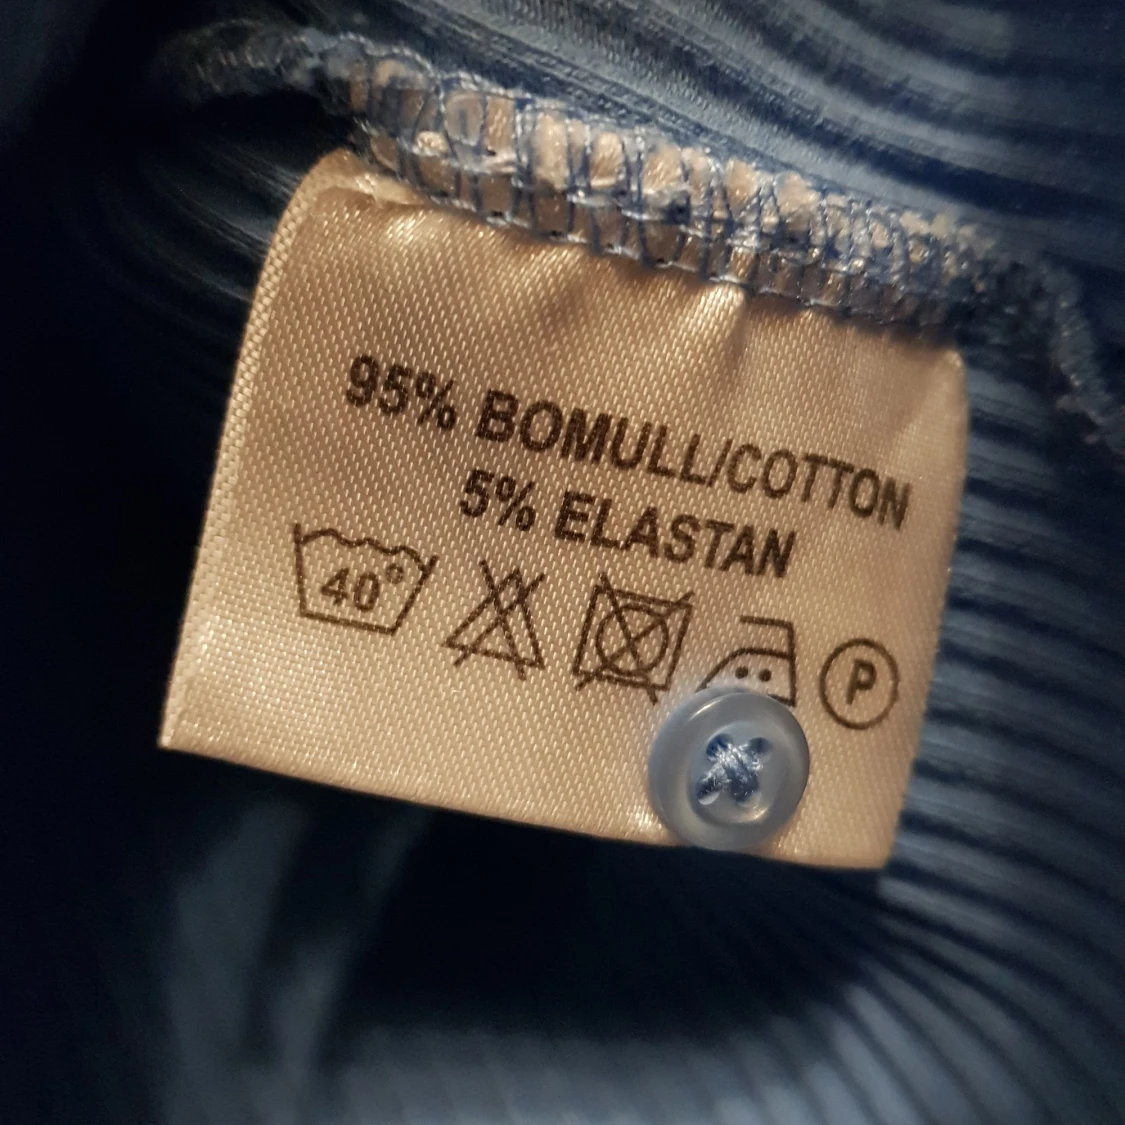 95% BOMULL/COTTON
5% ELASTAN
40° P